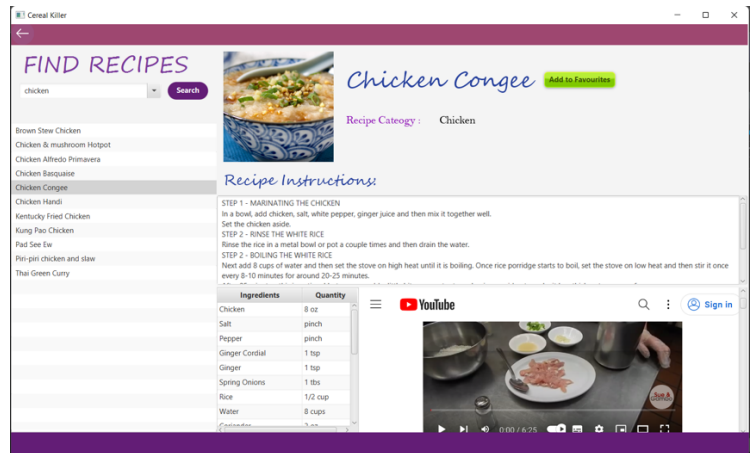 Cereal Killer
FIND RECIPES
chicken
Search
Brown Stew Chicken
Chicken & mushroom Hotpot
Chicken Alfredo Primavera
Chicken Basquaise
Chicken Congee
Chicken Handi
Kentucky Fried Chicken
Kung Pao Chicken
Pad See Ew
Piri-piri chicken and slaw
Thai Green Curry
Chicken Congee
Add to Favourites
Recipe Cateogy : Chicken
Recipe Instructions:
STEP 1 - MARINATING THE CHICKEN
In a bowl, add chicken, salt, white pepper, ginger juice and then mix it together well.
Set the chicken aside.
STEP 2 - RINSE THE WHITE RICE
Rinse the rice in a metal bowl or pot a couple times and then drain the water.
STEP 2 - BOILING THE WHITE RICE
Next add 8 cups of water and then set the stove on high heat until it is boiling. Once rice porridge starts to boil, set the stove on low heat and then stir it once
every 8-10 minutes for around 20-25 minutes.
Ingredients Quantity
Chicken 8 oz
Salt pinch
Pepper pinch
Ginger Cordial 1 tsp
Ginger 1 tsp
Spring Onions 1 tbs
Rice 1/2 cup
Water 8 cups
YouTube
Sign in
0:00 / 6:25